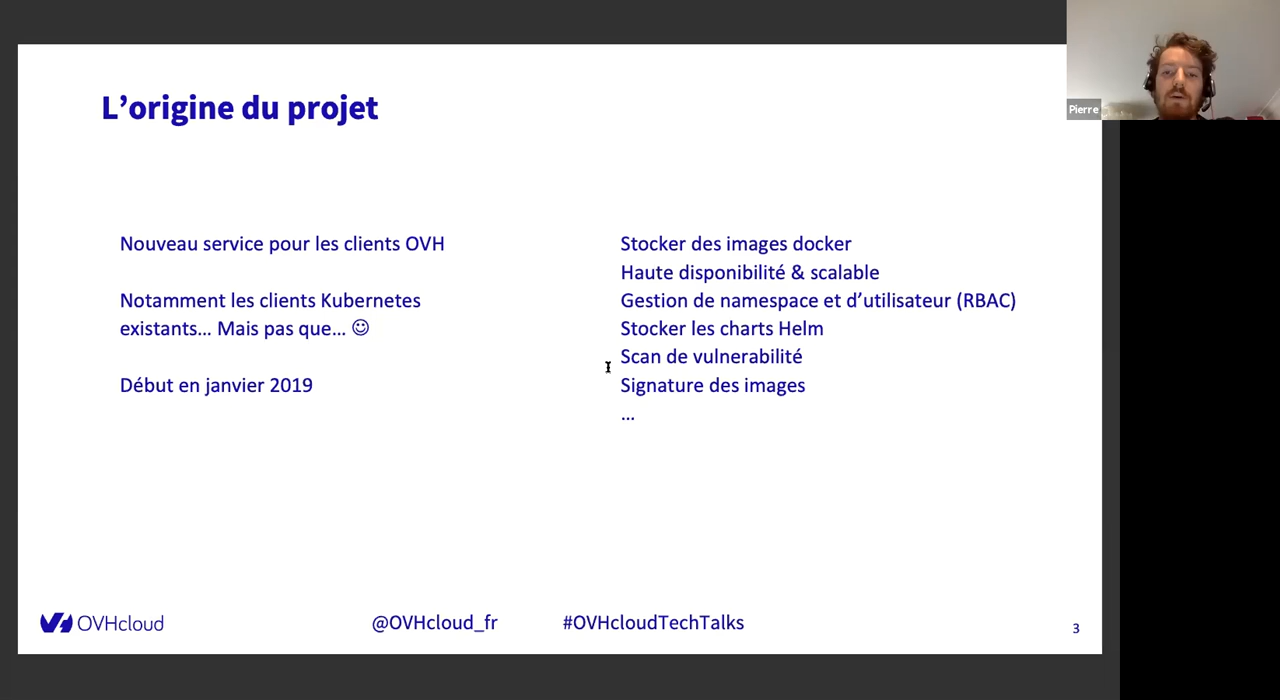 L’origine du projet
Pierre
Nouveau service pour les clients OVH
Notamment les clients Kubernetes
existants... Mais pas que... ☺
Début en janvier 2019
Stocker des images docker
Haute disponibilité & scalable
Gestion de namespace et d’utilisateur (RBAC)
Stocker les charts Helm
Scan de vulnerabilité
Signature des images
...
OVHcloud
@OVHcloud_fr
#OVHcloudTechTalks
3